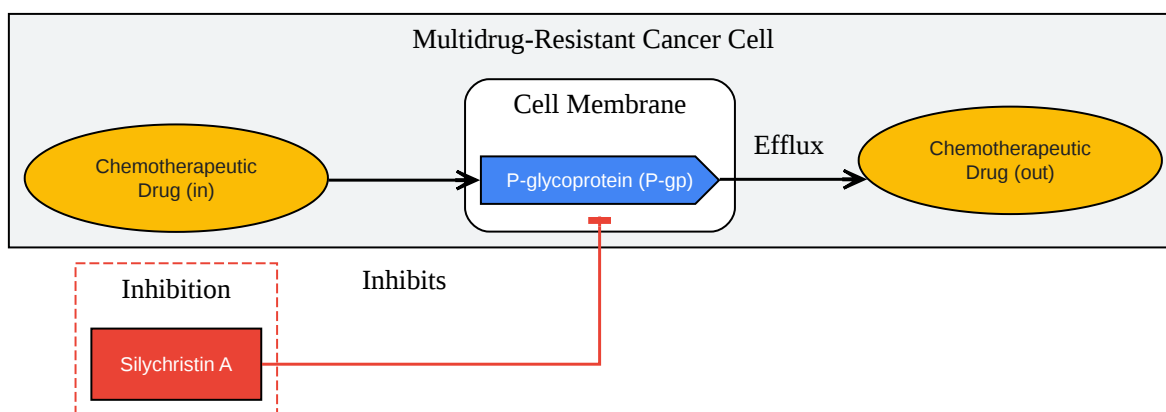 Multidrug-Resistant Cancer Cell
Cell Membrane
Chemotherapeutic
Drug (in)
P-glycoprotein (P-gp)
Efflux
Chemotherapeutic
Drug (out)
Inhibition
Inhibits
Silychristin A